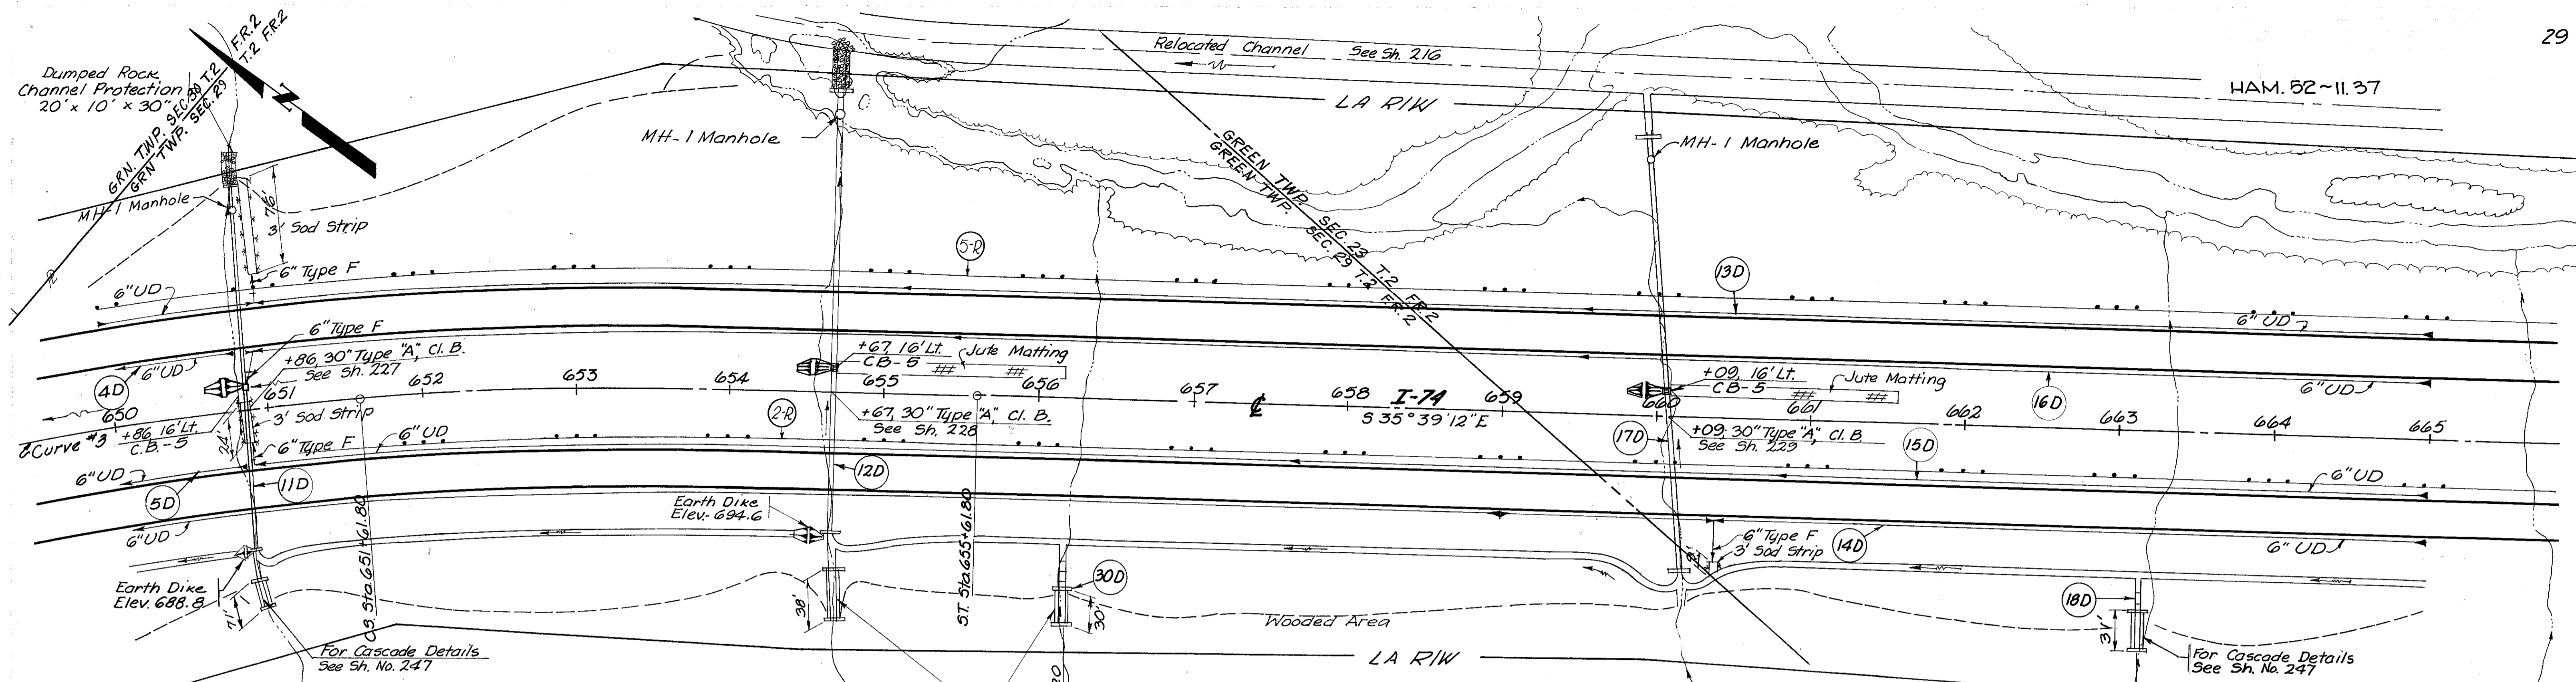 29
HAM. 52~11.37
Dumped Rock
Channel Protection
20' x 10' x 30"
GRN. TWP. SEC. 30 T.2 F.R.2
GRN TWP. SEC. 29 T.2 F.R.2
N
Relocated Channel See Sh. 216
LA R/W
MH-1 Manhole
MH-1 Manhole
MH-1 Manhole
76'
3' Sod Strip
GREEN TWP. SEC. 23 T.2 F.R.2
GREEN TWP. SEC. 29 T.2 F.R.2
5-R
13D
6" Type F
6" UD
6" UD
6" Type F
+86, 30" Type "A", Cl. B.
See Sh. 227
+67, 16' Lt.
CB-5
Jute Matting
+09, 16' Lt.
CB-5
Jute Matting
4D
6" UD
6" UD
16D
650
651
652
653
654
655
656
657
658
659
660
661
662
663
664
665
℄
I-74
S 35° 39' 12" E
℄ Curve #3
+86 16' Lt.
C.B.-5
3' Sod Strip
24'
2-R
+67, 30" Type "A", Cl. B.
See Sh. 228
17D
+09, 30" Type "A", Cl. B.
See Sh. 229
15D
6" Type F
6" UD
6" UD
6" UD
5D
11D
12D
6" UD
Earth Dike
Elev.- 694.6
C.S. Sta. 651+61.80
S.T. Sta. 655+61.80
6" Type F
3' Sod Strip
14D
6" UD
Earth Dike
Elev. 688.8
71'
38'
30D
30'
18D
31'
Wooded Area
For Cascade Details
See Sh. No. 247
LA R/W
For Cascade Details
See Sh. No. 247